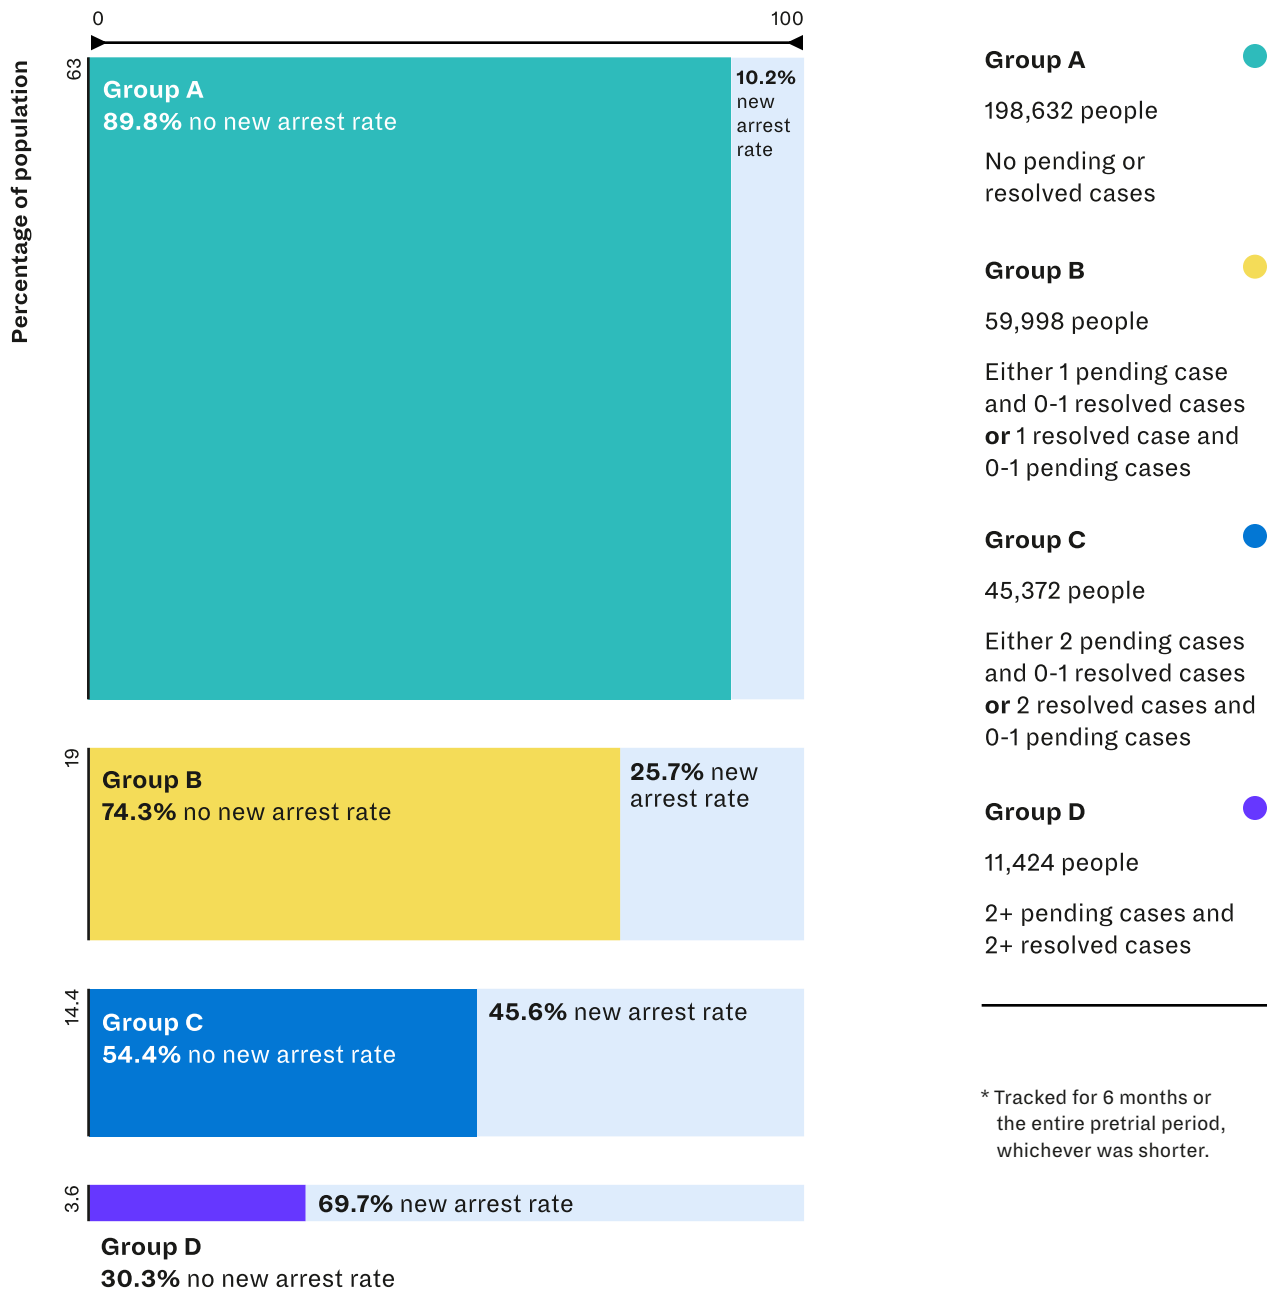 0
100
Percentage of population
63
Group A
89.8% no new arrest rate
10.2%
new
arrest
rate
19
Group B
74.3% no new arrest rate
25.7% new
arrest rate
14.4
Group C
54.4% no new arrest rate
45.6% new arrest rate
3.6
69.7% new arrest rate
Group D
30.3% no new arrest rate
Group A
198,632 people
No pending or
resolved cases
Group B
59,998 people
Either 1 pending case
and 0-1 resolved cases
or 1 resolved case and
0-1 pending cases
Group C
45,372 people
Either 2 pending cases
and 0-1 resolved cases
or 2 resolved cases and
0-1 pending cases
Group D
11,424 people
2+ pending cases and
2+ resolved cases
* Tracked for 6 months or
the entire pretrial period,
whichever was shorter.